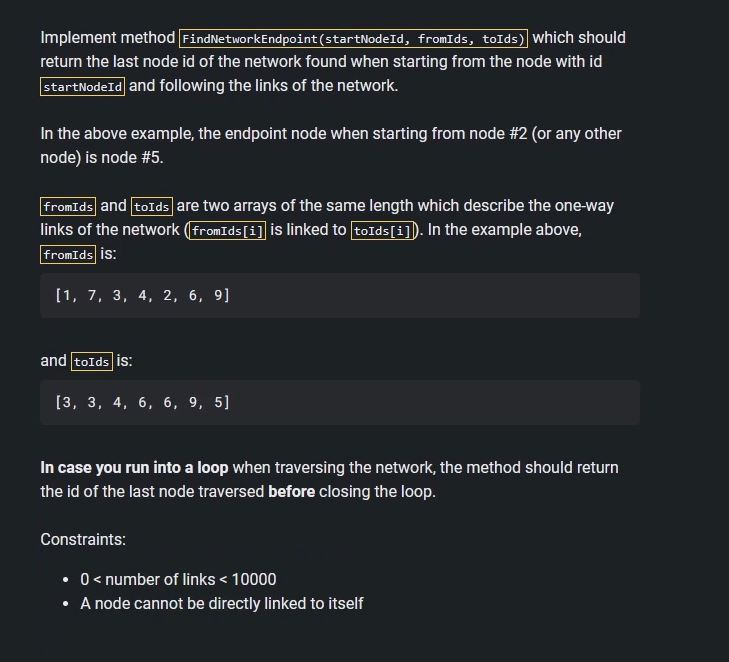 Implement method FindNetworkEndpoint(startNodeId, fromIds, toIds) which should
return the last node id of the network found when starting from the node with id
startNodeId and following the links of the network.
In the above example, the endpoint node when starting from node #2 (or any other
node) is node #5.
fromIds and toIds are two arrays of the same length which describe the one-way
links of the network (fromIds[i] is linked to toIds[i]). In the example above,
fromIds is:
[1, 7, 3, 4, 2, 6, 9]
and toIds is:
[3, 3, 4, 6, 6, 9, 5]
In case you run into a loop when traversing the network, the method should return
the id of the last node traversed before closing the loop.
Constraints:
• 0 < number of links < 10000
• A node cannot be directly linked to itself